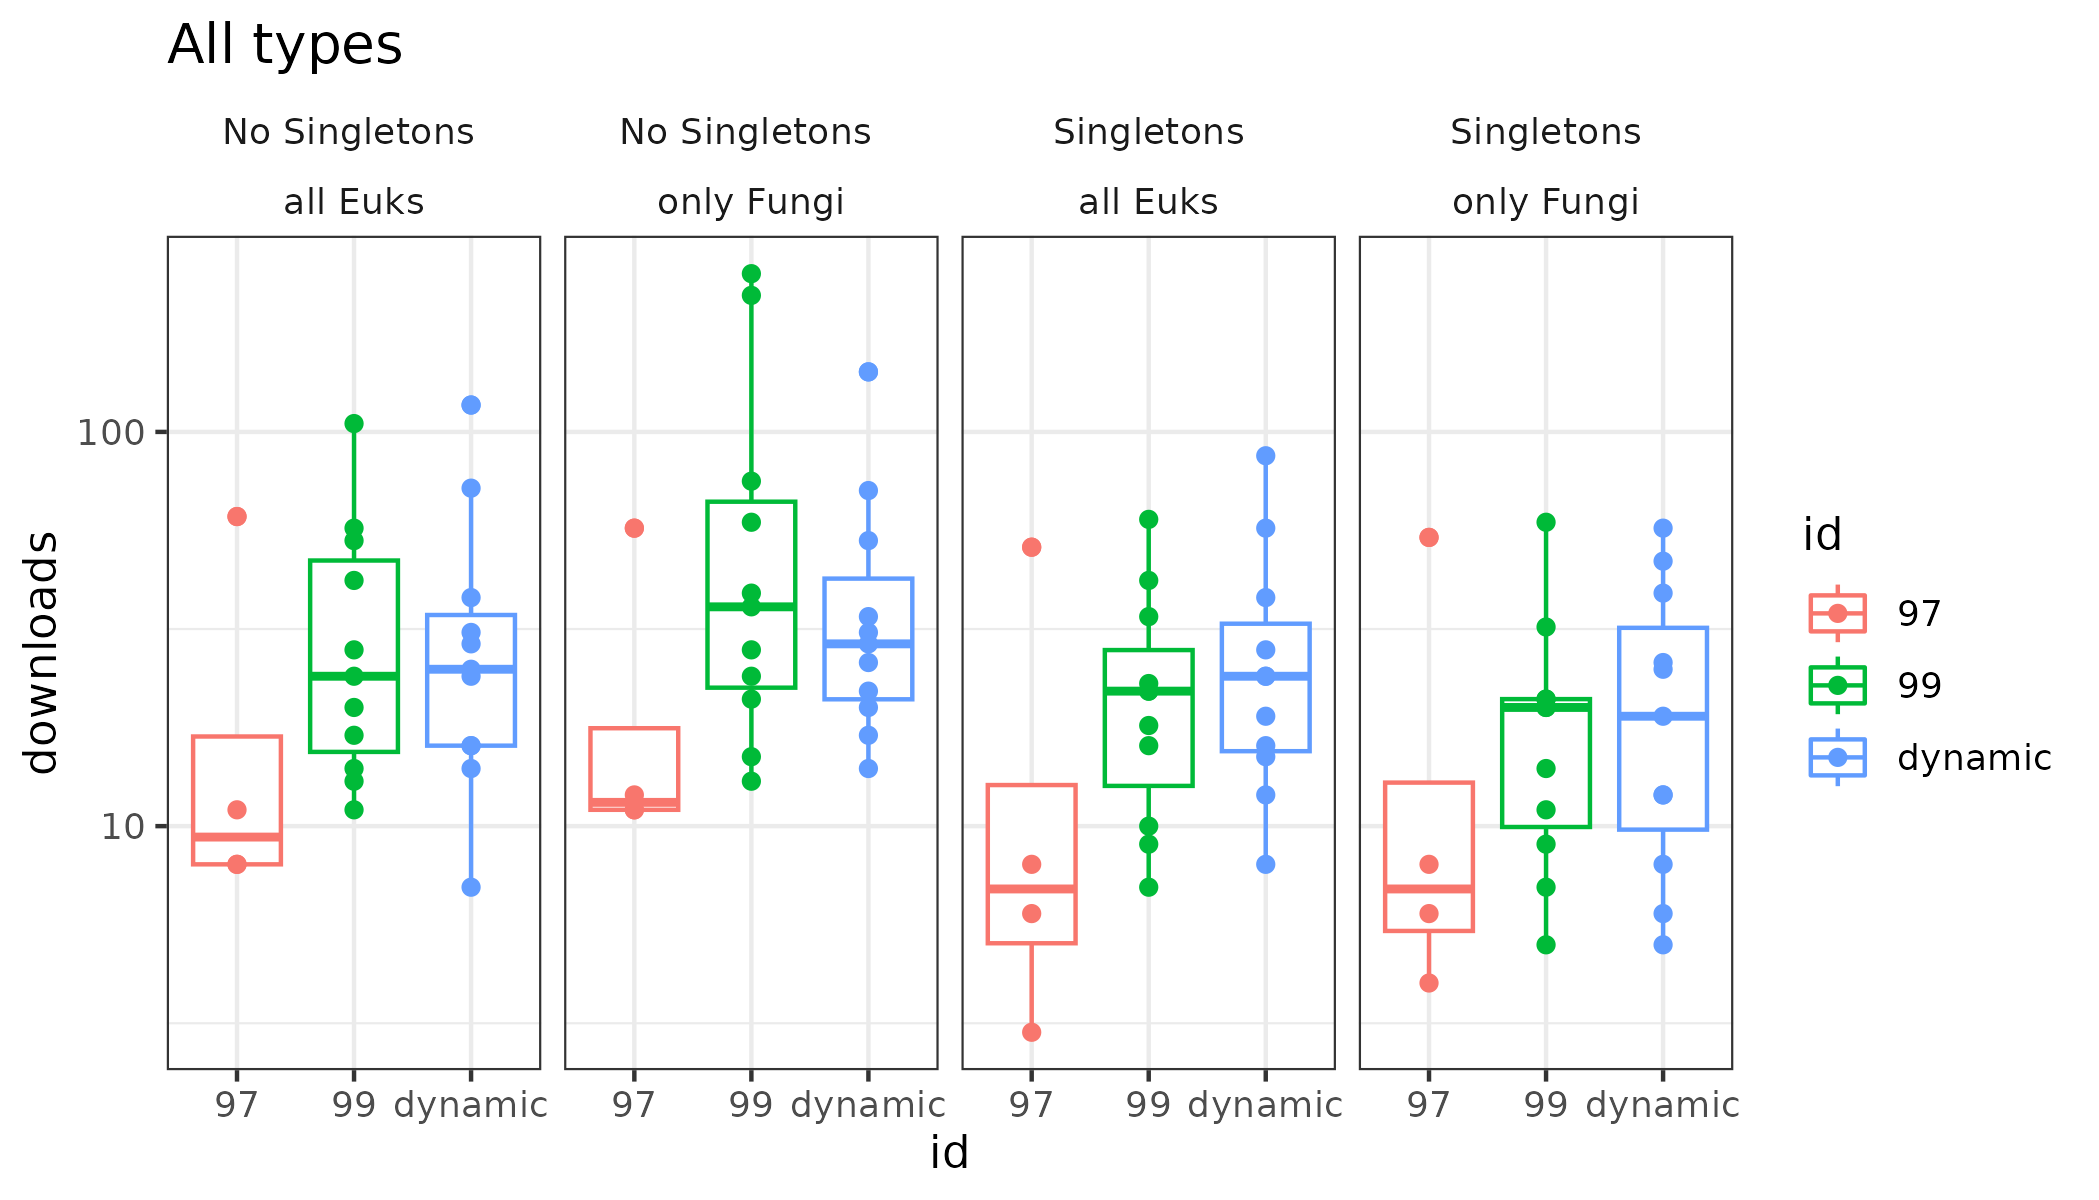 All types
No Singletons
all Euks
No Singletons
only Fungi
Singletons
all Euks
Singletons
only Fungi
downloads
100
10
97 99 dynamic
97 99 dynamic
97 99 dynamic
97 99 dynamic
id
id
97
99
dynamic